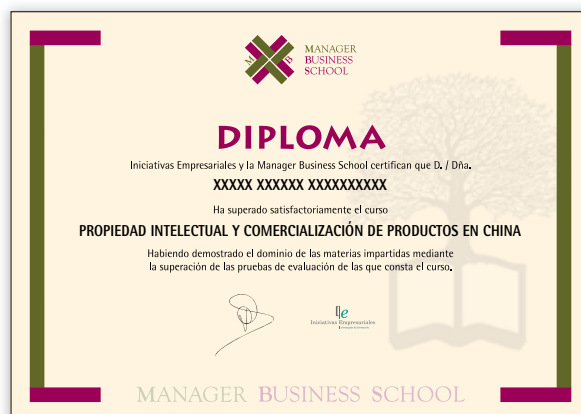 M B
MANAGER
BUSINESS
SCHOOL
DIPLOMA
Iniciativas Empresariales y la Manager Business School certifican que D. / Dña.
XXXXX XXXXXX XXXXXXXXXX
Ha superado satisfactoriamente el curso
PROPIEDAD INTELECTUAL Y COMERCIALIZACIÓN DE PRODUCTOS EN CHINA
Habiendo demostrado el dominio de las materias impartidas mediante
la superación de las pruebas de evaluación de las que consta el curso.
Ie
Iniciativas Empresariales
MANAGER BUSINESS SCHOOL